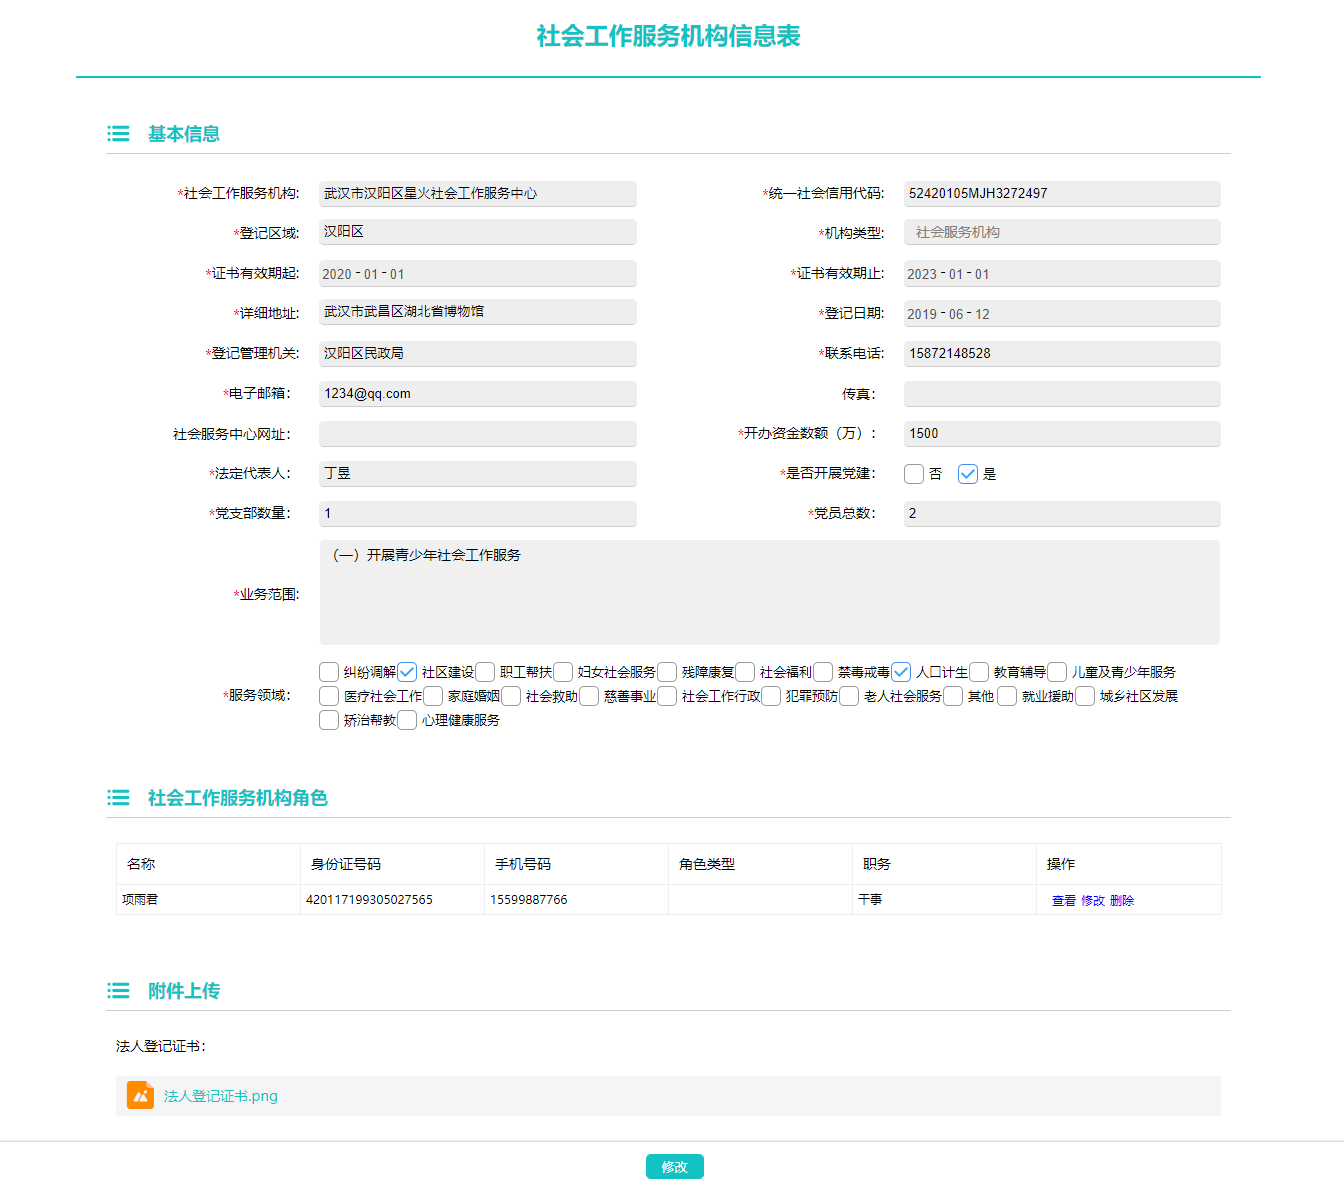 社会工作服务机构信息表
基本信息
*社会工作服务机构: 武汉市汉阳区星火社会工作服务中心 *统一社会信用代码: 52420105MJH3272497
*登记区域: 汉阳区 *机构类型: 社会服务机构
*证书有效期起: 2020-01-01 *证书有效期止: 2023-01-01
*详细地址: 武汉市武昌区湖北省博物馆 *登记日期: 2019-06-12
*登记管理机关: 汉阳区民政局 *联系电话: 15872148528
*电子邮箱: 1234@qq.com 传真:
社会服务中心网址: *开办资金数额（万）: 1500
*法定代表人: 丁昱 *是否开展党建: 否 是
*党支部数量: 1 *党员总数: 2
*业务范围: （一）开展青少年社会工作服务
纠纷调解 社区建设 职工帮扶 妇女社会服务 残障康复 社会福利 禁毒戒毒 人口计生 教育辅导 儿童及青少年服务
*服务领域: 医疗社会工作 家庭婚姻 社会救助 慈善事业 社会工作行政 犯罪预防 老人社会服务 其他 就业援助 城乡社区发展
矫治帮教 心理健康服务
社会工作服务机构角色
名称 身份证号码 手机号码 角色类型 职务 操作
项雨君 420117199305027565 15599887766 干事 查看 修改 删除
附件上传
法人登记证书:
法人登记证书.png
修改